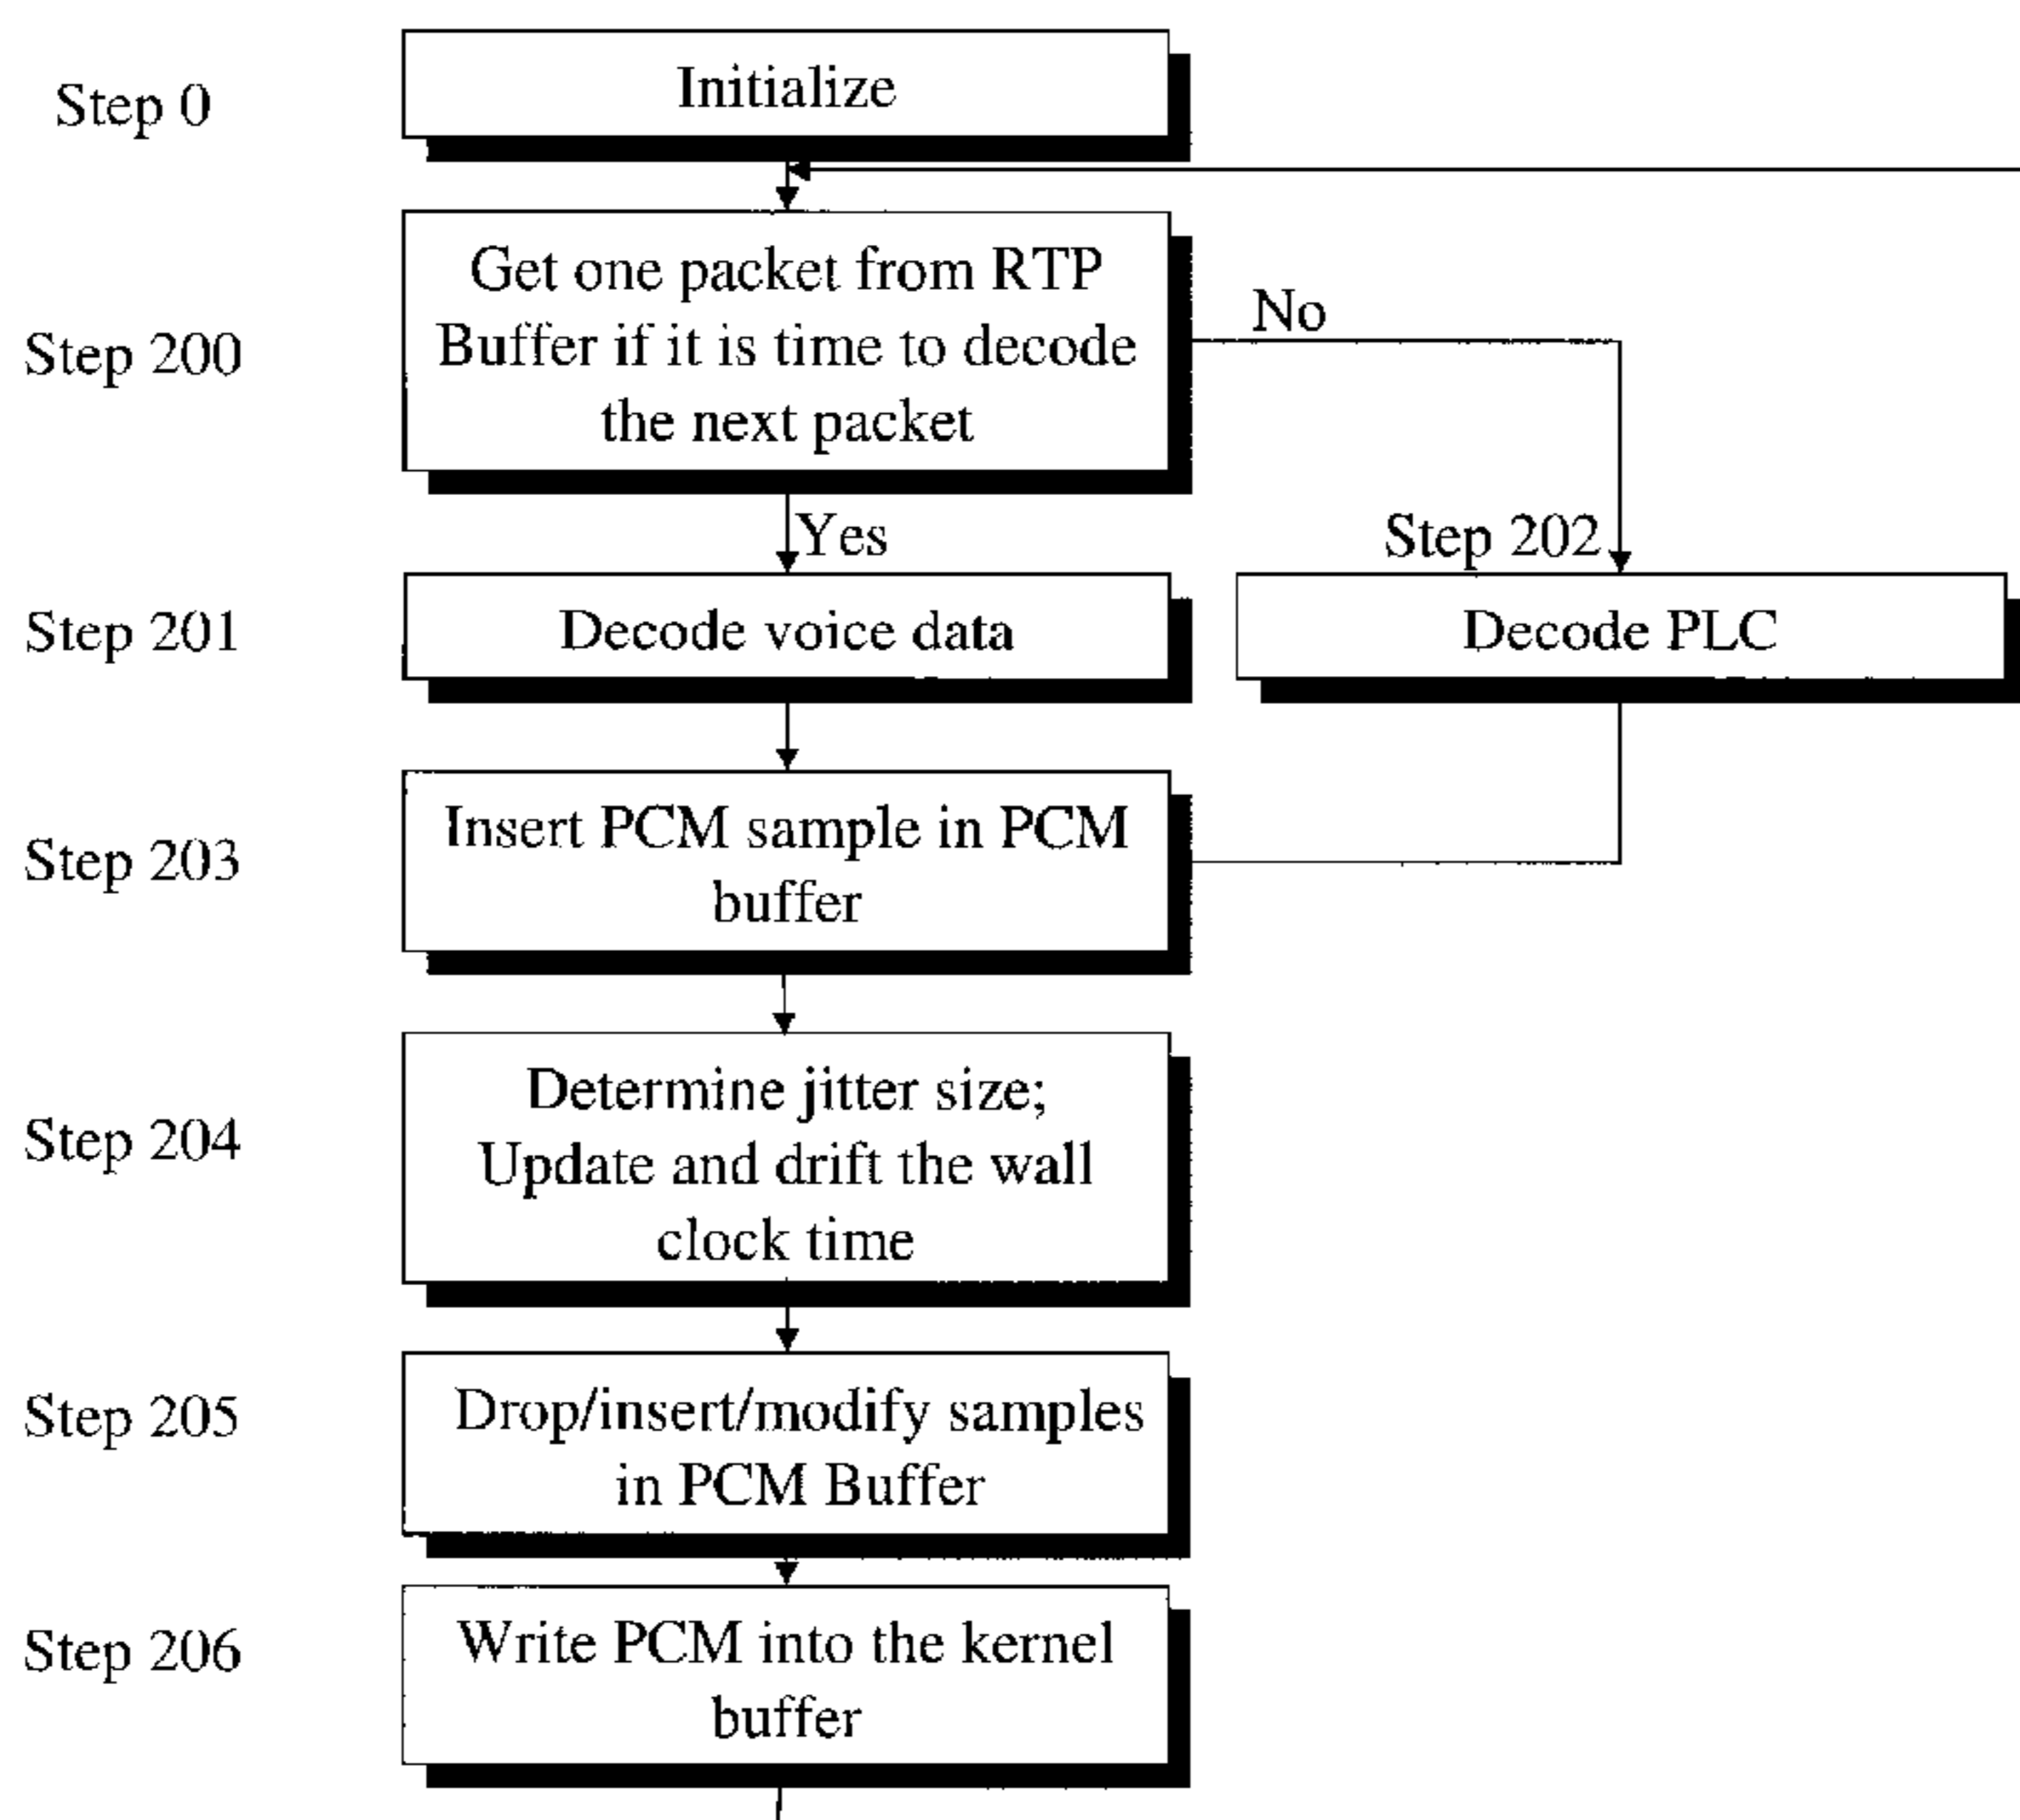 Step 0
Initialize
Step 200
Get one packet from RTP
Buffer if it is time to decode
the next packet
No
Yes
Step 202
Step 201
Decode voice data
Decode PLC
Step 203
Insert PCM sample in PCM
buffer
Step 204
Determine jitter size;
Update and drift the wall
clock time
Step 205
Drop/insert/modify samples
in PCM Buffer
Step 206
Write PCM into the kernel
buffer